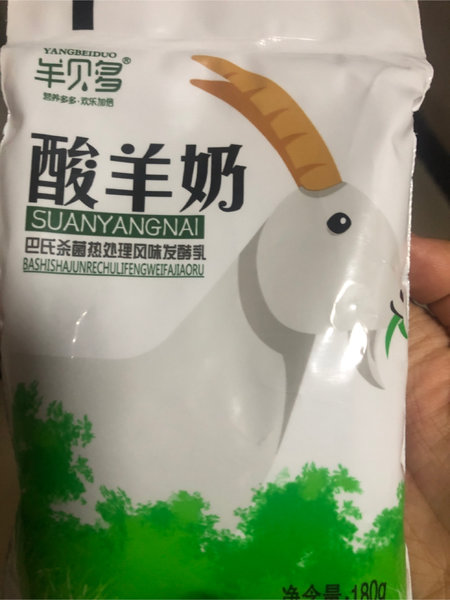 YANGBEIDUO
羊贝多®
营养多多·欢乐加倍
酸羊奶
SUANYANGNAI
巴氏杀菌热处理风味发酵乳
BASHISHAJUNRECHULIFENGWEIFAJIAORU
净含量:180g